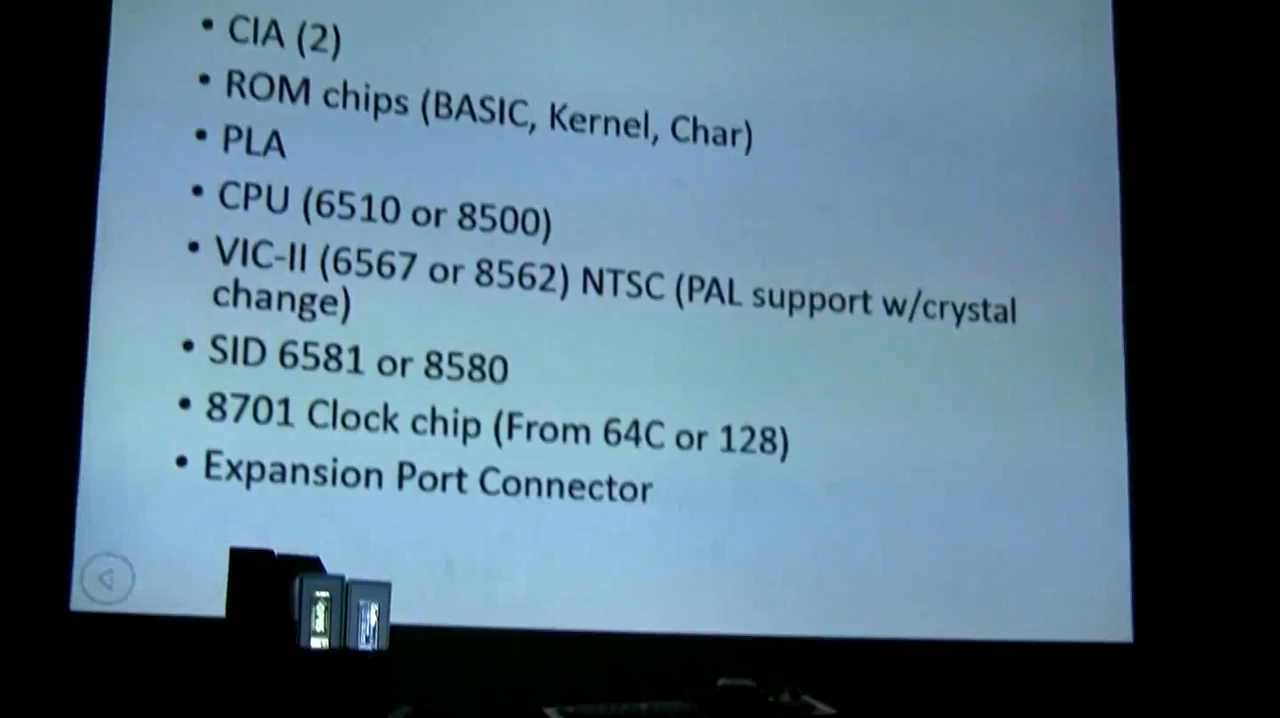 • CIA (2)
• ROM chips (BASIC, Kernel, Char)
• PLA
• CPU (6510 or 8500)
• VIC-II (6567 or 8562) NTSC (PAL support w/crystal
change)
• SID 6581 or 8580
• 8701 Clock chip (From 64C or 128)
• Expansion Port Connector